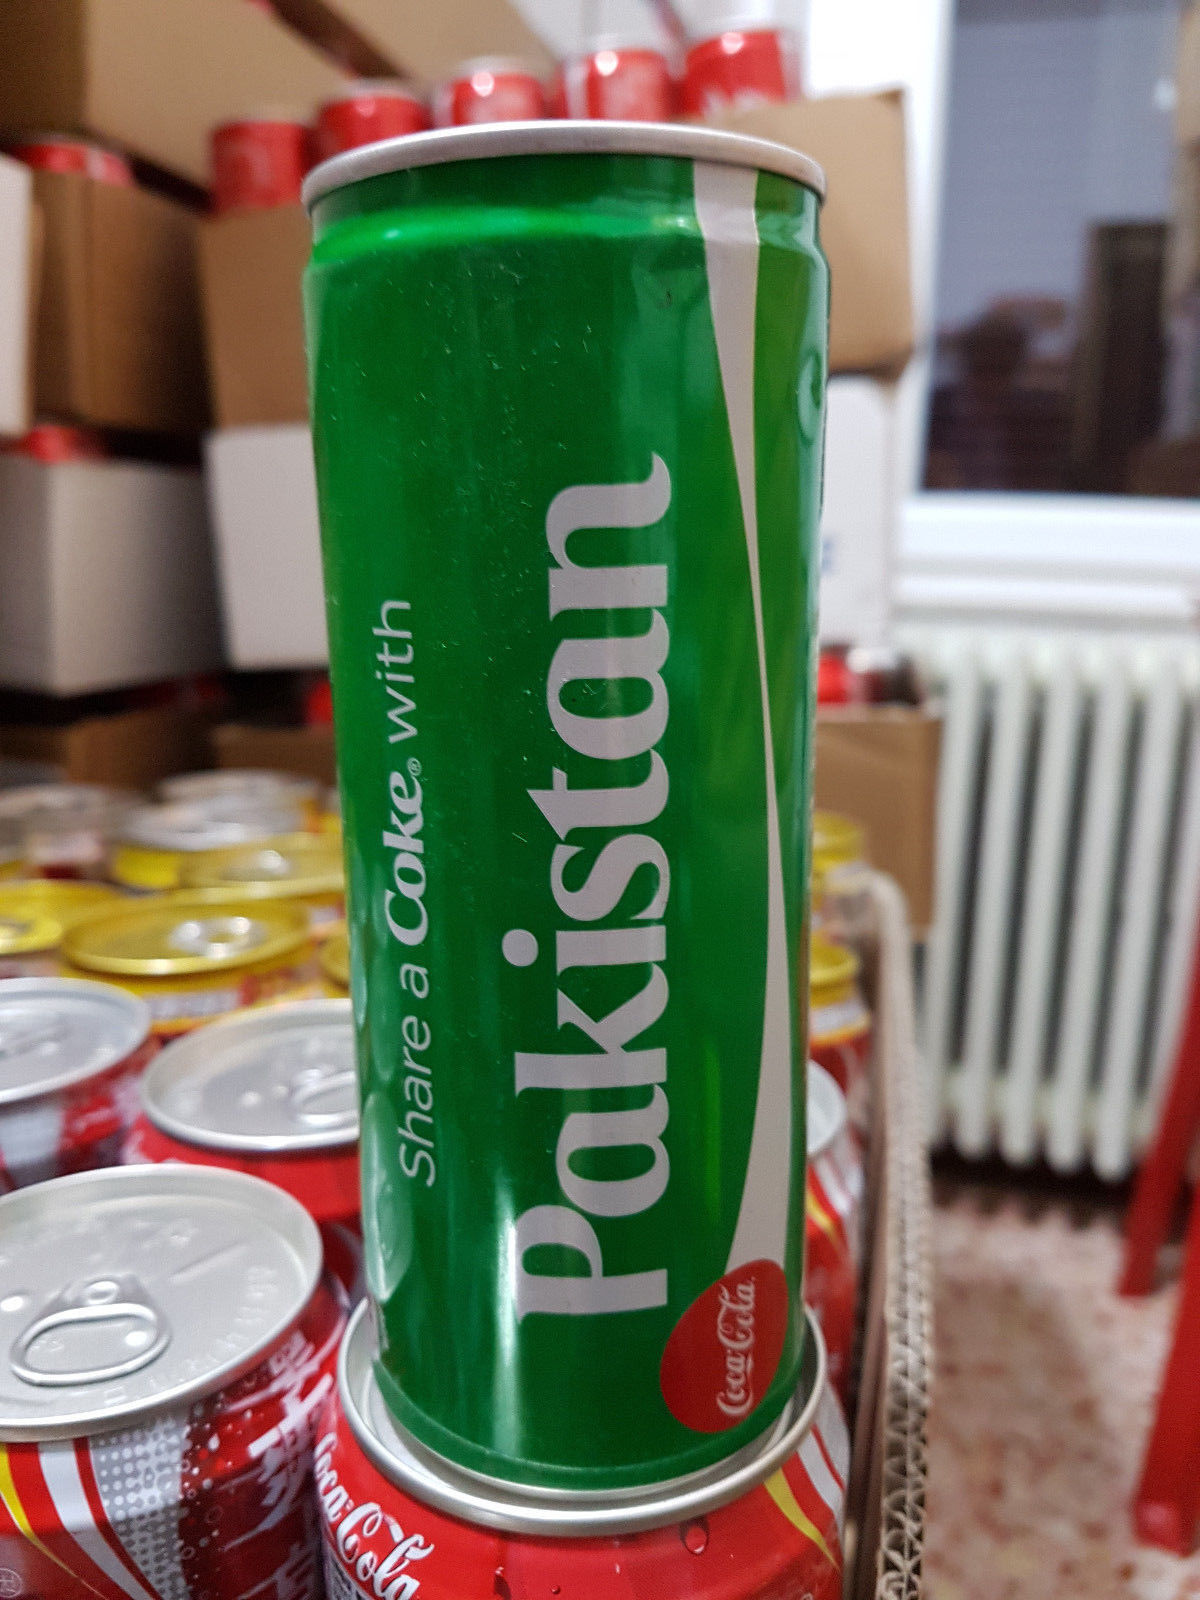 Share a Coke® with
Pakistan
Coca-Cola
Coca-Cola